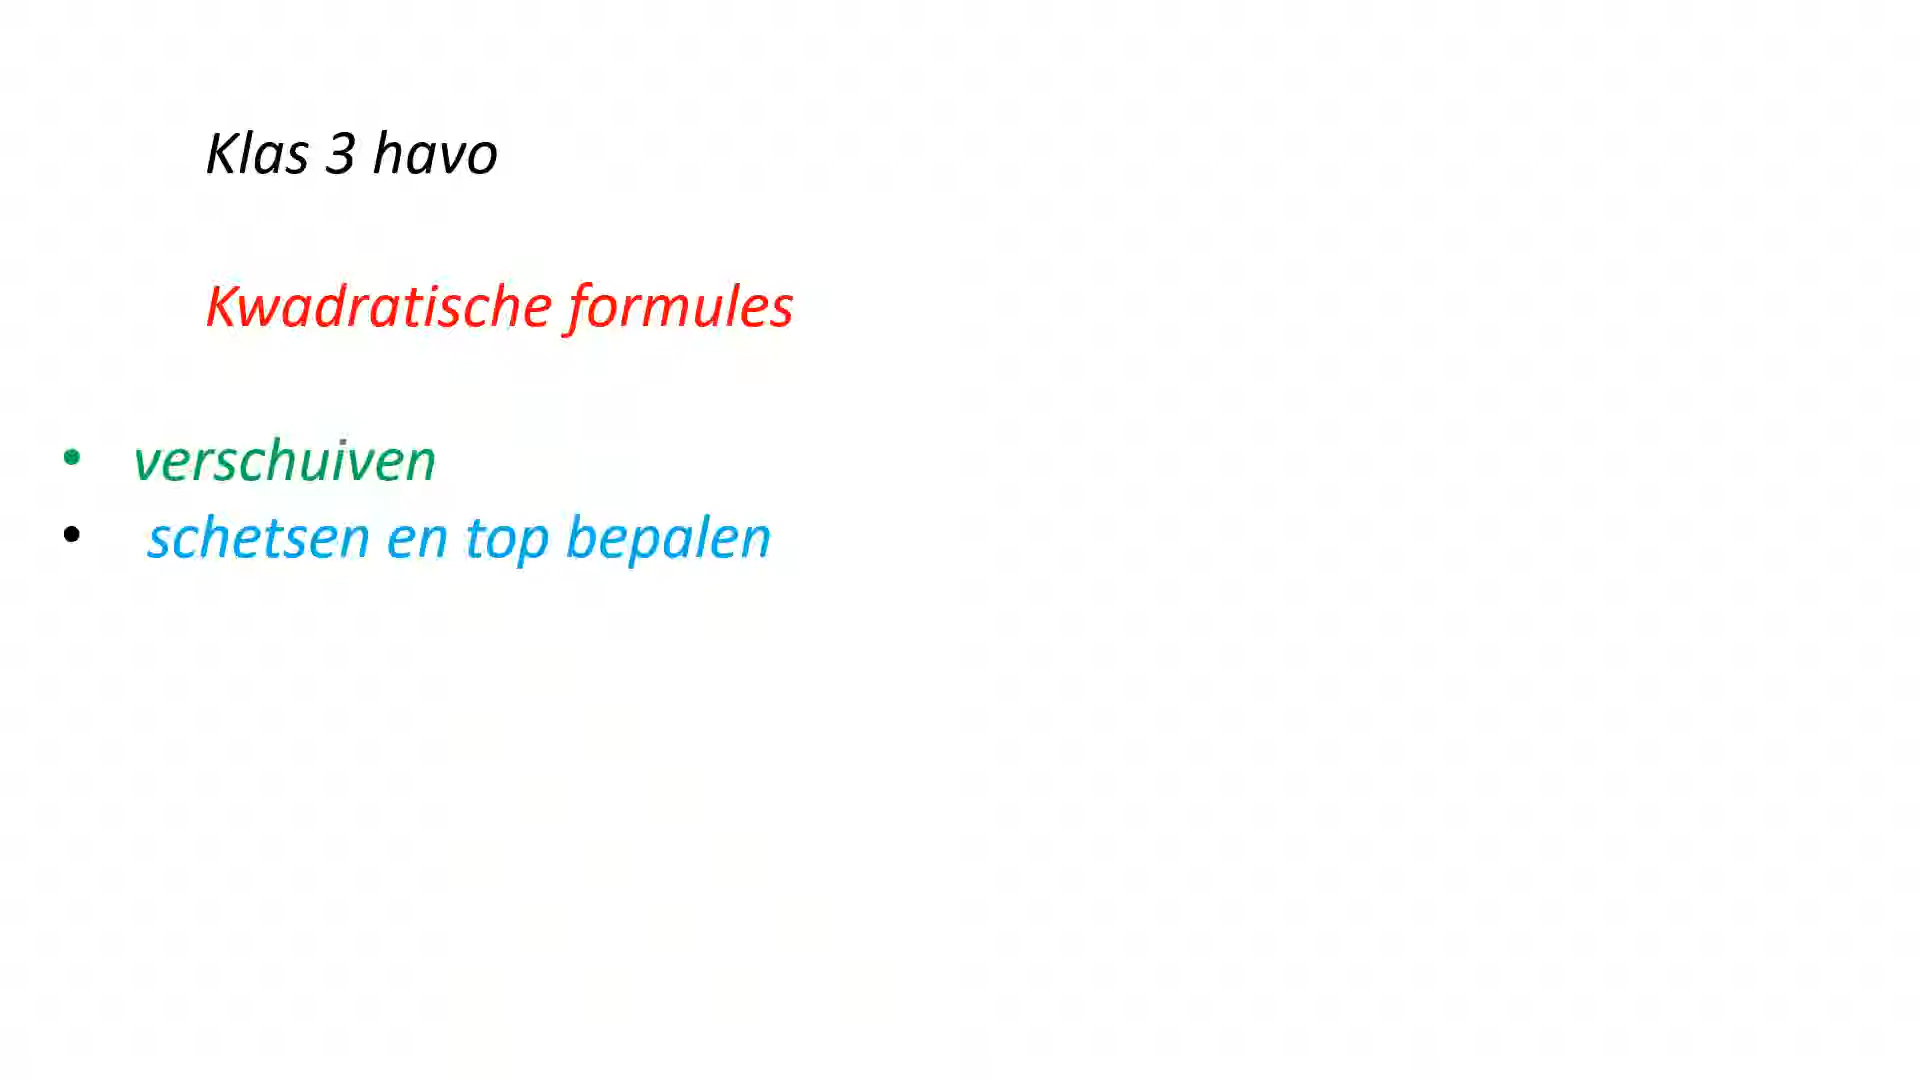 Klas 3 havo
Kwadratische formules
• verschuiven
• schetsen en top bepalen